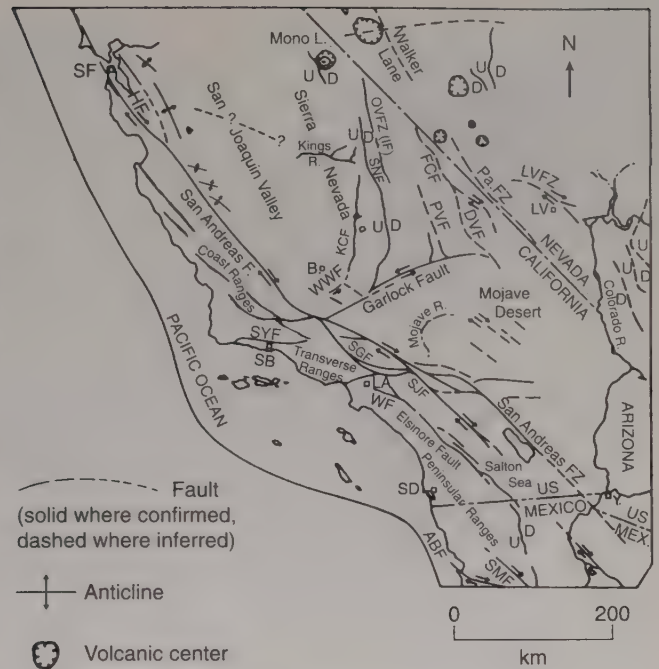 Mono L.
Walker
Lane
N
SF
HF
U D
U D
D
San ? Joaquin Valley
?
Sierra
Nevada
Kings
R.
OVFZ (IF)
U D
SNF
FCF
Pa.FZ
LVFZ
LV
DVF
PVF
KCF
U
D
NEVADA
CALIFORNIA
U
D
U
D
San Andreas F.
Coast Ranges
B
WWF
Garlock Fault
Mojave
Desert
Mojave R.
Colorado R.
PACIFIC OCEAN
SYF
SB
Transverse
Ranges
SGF
SJF
LA
WF
San Andreas FZ
Elsinore Fault
Peninsular Ranges
Salton
Sea
ARIZONA
SD
US
MEXICO
Y.
US
MEX.
U
D
ABF
SMF
Fault
(solid where confirmed,
dashed where inferred)
Anticline
Volcanic center
0 200
km